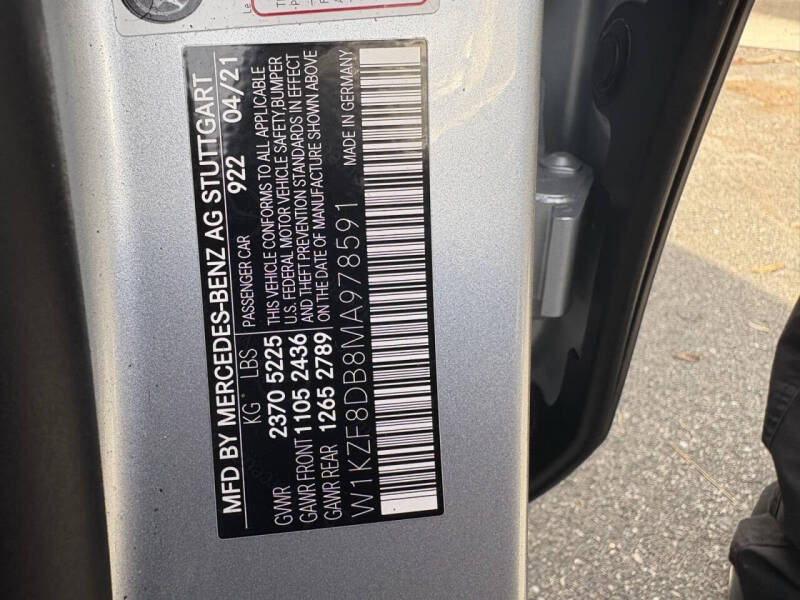 MFD BY MERCEDES-BENZ AG STUTTGART
922 04/21
KG LBS PASSENGER CAR
GVWR 2370 5225
GAWR FRONT 1105 2436
GAWR REAR 1265 2789
THIS VEHICLE CONFORMS TO ALL APPLICABLE
U.S. FEDERAL MOTOR VEHICLE SAFETY,BUMPER
AND THEFT PREVENTION STANDARDS IN EFFECT
ON THE DATE OF MANUFACTURE SHOWN ABOVE
MADE IN GERMANY
W1KZF8DB8MA978591